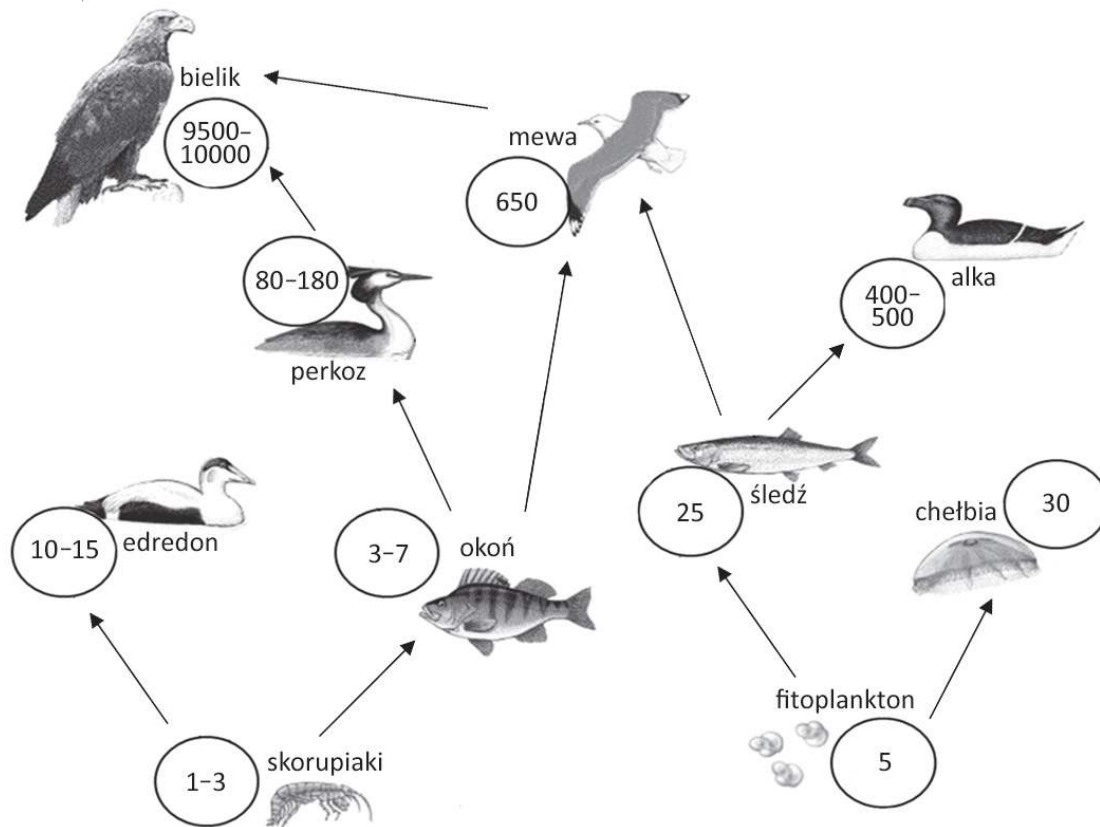 bielik
9500–
10000
mewa
650
80–180
perkoz
400–
500
alka
10–15
edredon
3–7
okoń
25
śledź
chełbia
30
1–3
skorupiaki
fitoplankton
5